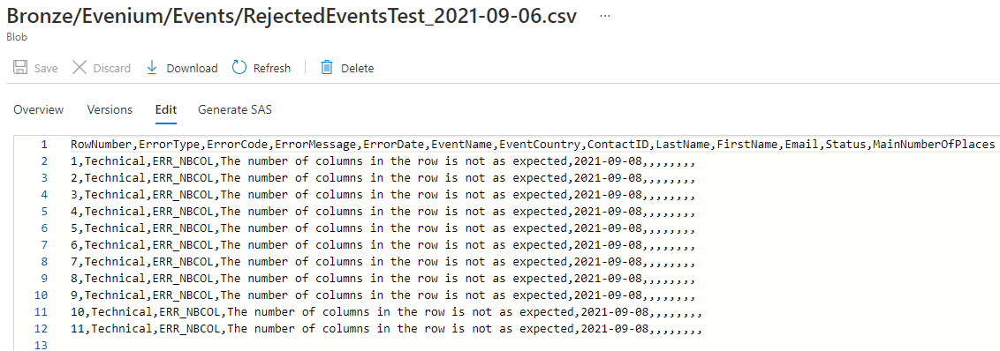 Bronze/Evenium/Events/RejectedEventsTest_2021-09-06.csv ...
Blob
Save Discard Download Refresh Delete
Overview Versions Edit Generate SAS
1 RowNumber,ErrorType,ErrorCode,ErrorMessage,ErrorDate,EventName,EventCountry,ContactID,LastName,FirstName,Email,Status,MainNumberOfPlaces
2 1,Technical,ERR_NBCOL,The number of columns in the row is not as expected,2021-09-08,,,,,,,,
3 2,Technical,ERR_NBCOL,The number of columns in the row is not as expected,2021-09-08,,,,,,,,
4 3,Technical,ERR_NBCOL,The number of columns in the row is not as expected,2021-09-08,,,,,,,,
5 4,Technical,ERR_NBCOL,The number of columns in the row is not as expected,2021-09-08,,,,,,,,
6 5,Technical,ERR_NBCOL,The number of columns in the row is not as expected,2021-09-08,,,,,,,,
7 6,Technical,ERR_NBCOL,The number of columns in the row is not as expected,2021-09-08,,,,,,,,
8 7,Technical,ERR_NBCOL,The number of columns in the row is not as expected,2021-09-08,,,,,,,,
9 8,Technical,ERR_NBCOL,The number of columns in the row is not as expected,2021-09-08,,,,,,,,
10 9,Technical,ERR_NBCOL,The number of columns in the row is not as expected,2021-09-08,,,,,,,,
11 10,Technical,ERR_NBCOL,The number of columns in the row is not as expected,2021-09-08,,,,,,,,
12 11,Technical,ERR_NBCOL,The number of columns in the row is not as expected,2021-09-08,,,,,,,,
13